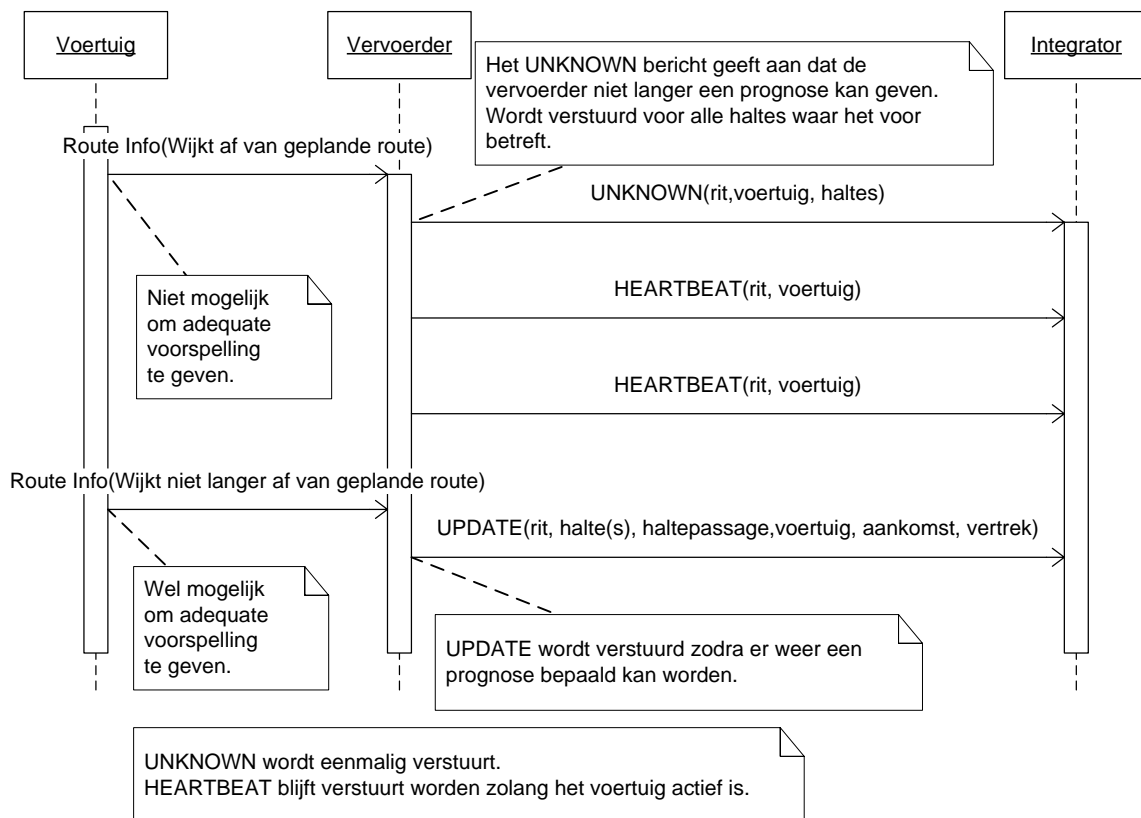 Voertuig
Vervoerder
Integrator
Het UNKNOWN bericht geeft aan dat de
vervoerder niet langer een prognose kan geven.
Wordt verstuurd voor alle haltes waar het voor
betreft.
Route Info(Wijkt af van geplande route)
UNKNOWN(rit,voertuig, haltes)
Niet mogelijk
om adequate
voorspelling
te geven.
HEARTBEAT(rit, voertuig)
HEARTBEAT(rit, voertuig)
Route Info(Wijkt niet langer af van geplande route)
UPDATE(rit, halte(s), haltepassage,voertuig, aankomst, vertrek)
Wel mogelijk
om adequate
voorspelling
te geven.
UPDATE wordt verstuurd zodra er weer een
prognose bepaald kan worden.
UNKNOWN wordt eenmalig verstuurt.
HEARTBEAT blijft verstuurt worden zolang het voertuig actief is.